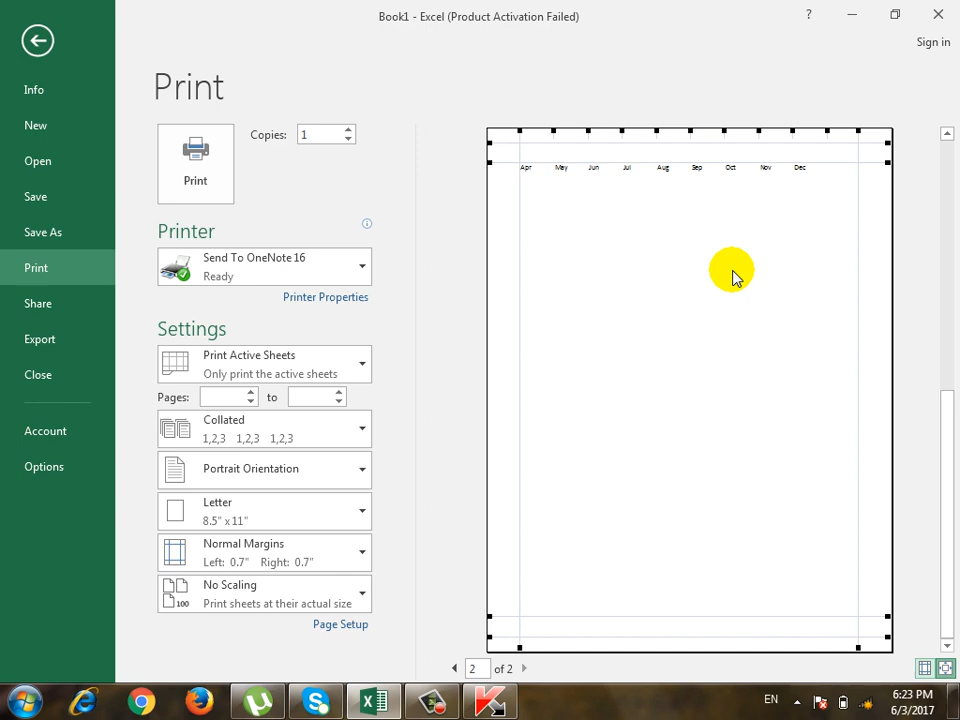 Book1 - Excel (Product Activation Failed)
?
Sign in
Info
New
Open
Save
Save As
Print
Share
Export
Close
Account
Options
Print
Print
Copies: 1
Printer
Send To OneNote 16
Ready
Printer Properties
Settings
Print Active Sheets
Only print the active sheets
Pages: to
Collated
1,2,3 1,2,3 1,2,3
Portrait Orientation
Letter
8.5" x 11"
Normal Margins
Left: 0.7" Right: 0.7"
No Scaling
100
Print sheets at their actual size
Page Setup
Apr May Jun Jul Aug Sep Oct Nov Dec
2 of 2
EN
6:23 PM
6/3/2017